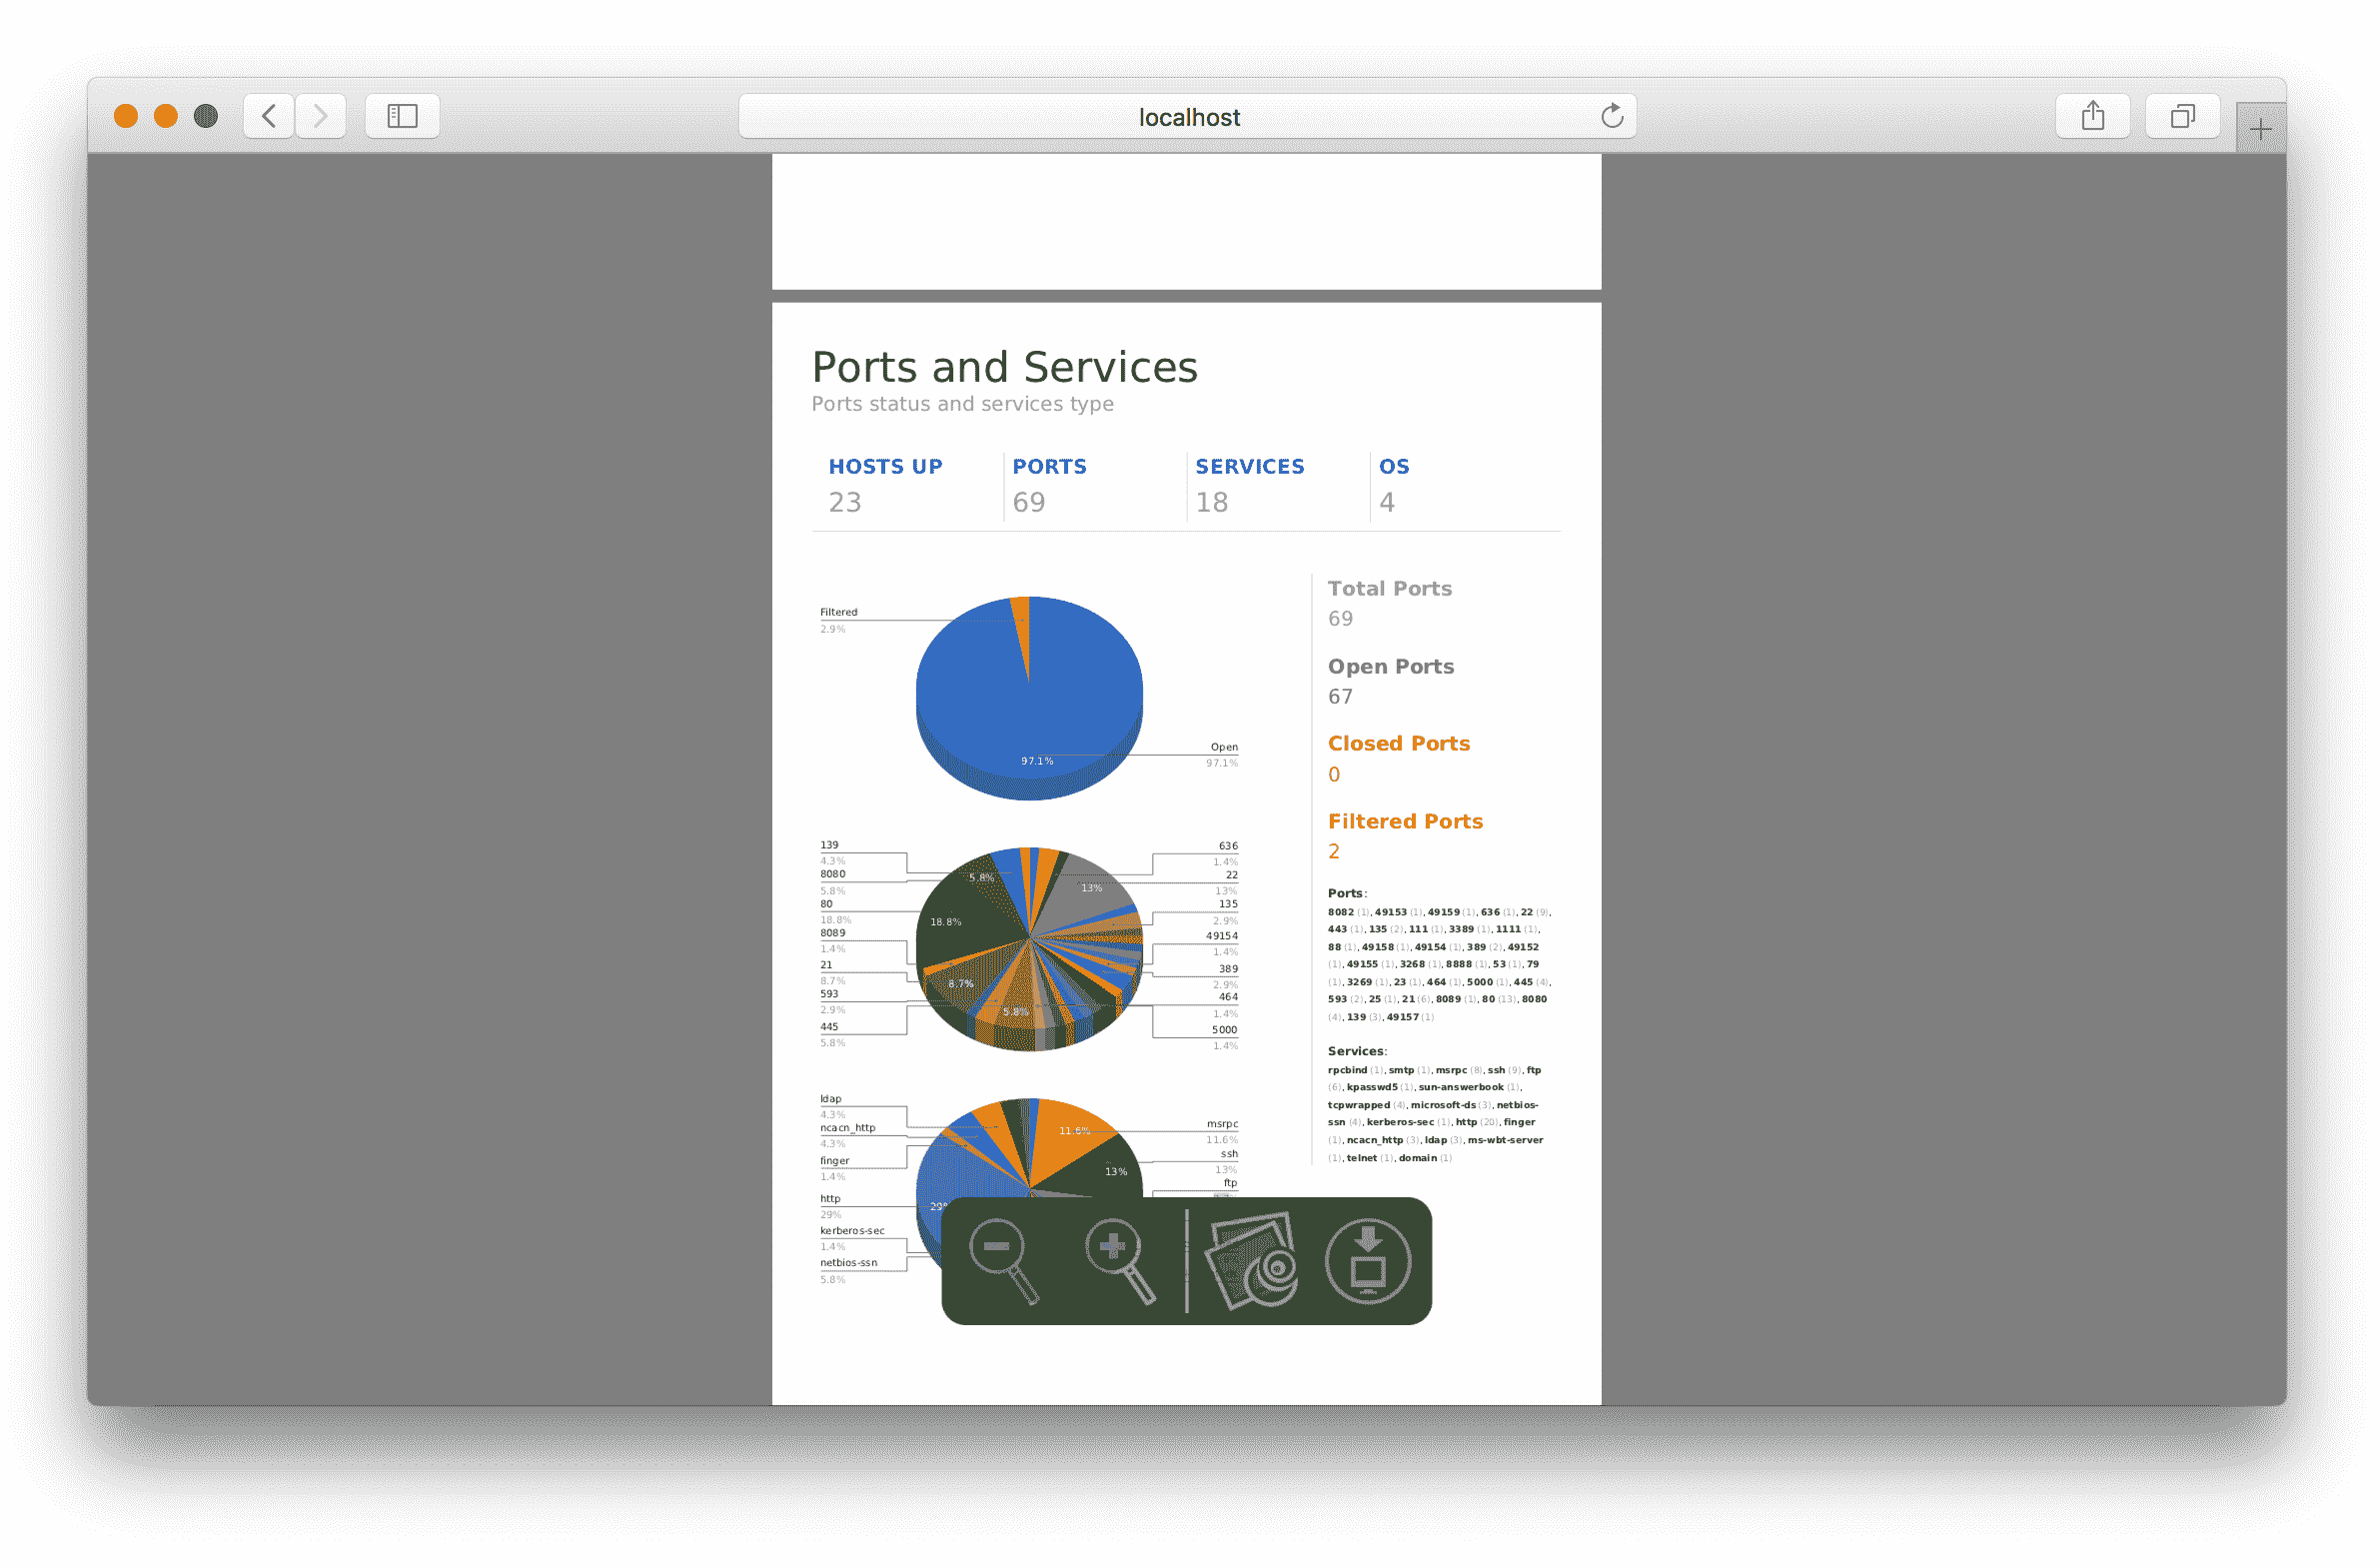 localhost
Ports and Services
Ports status and services type
HOSTS UP PORTS SERVICES OS
23 69 18 4
Filtered
2.9%
97.1%
Open
97.1%
139
4.3%
8080
5.8%
80
18.8%
8089
1.4%
21
8.7%
593
2.9%
445
5.8%
5.8%
13%
18.8%
8.7%
5.8%
636
1.4%
22
13%
135
2.9%
49154
1.4%
389
2.9%
464
1.4%
5000
1.4%
ldap
4.3%
ncacn_http
4.3%
finger
1.4%
http
29%
kerberos-sec
1.4%
netbios-ssn
5.8%
11.6%
13%
msrpc
11.6%
ssh
13%
ftp
Total Ports
69
Open Ports
67
Closed Ports
0
Filtered Ports
2
Ports:
8082 (1), 49153 (1), 49159 (1), 636 (1), 22 (9),
443 (1), 135 (2), 111 (1), 3389 (1), 1111 (1),
88 (1), 49158 (1), 49154 (1), 389 (2), 49152
(1), 49155 (1), 3268 (1), 8888 (1), 53 (1), 79
(1), 3269 (1), 23 (1), 464 (1), 5000 (1), 445 (4),
593 (2), 25 (1), 21 (6), 8089 (1), 80 (13), 8080
(4), 139 (3), 49157 (1)
Services:
rpcbind (1), smtp (1), msrpc (8), ssh (9), ftp
(6), kpasswd5 (1), sun-answerbook (1),
tcpwrapped (4), microsoft-ds (3), netbios-
ssn (4), kerberos-sec (1), http (20), finger
(1), ncacn_http (3), ldap (3), ms-wbt-server
(1), telnet (1), domain (1)